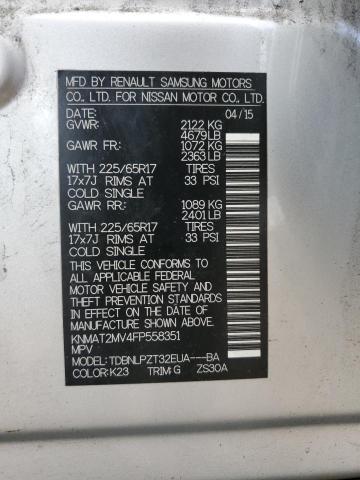 MFD BY RENAULT SAMSUNG MOTORS
CO., LTD. FOR NISSAN MOTOR CO., LTD.
DATE: 04/15
GVWR: 2122 KG
4679 LB
GAWR FR: 1072 KG
2363 LB
WITH 225/65R17 TIRES
17x7J RIMS AT 33 PSI
COLD SINGLE
GAWR RR: 1089 KG
2401 LB
WITH 225/65R17 TIRES
17x7J RIMS AT 33 PSI
COLD SINGLE
THIS VEHICLE CONFORMS TO
ALL APPLICABLE FEDERAL
MOTOR VEHICLE SAFETY AND
THEFT PREVENTION STANDARDS
IN EFFECT ON THE DATE OF
MANUFACTURE SHOWN ABOVE.
KNMAT2MV4FP558351
MPV
MODEL: TDBNLPZT32EUA---BA
COLOR: K23 TRIM: G ZS30A